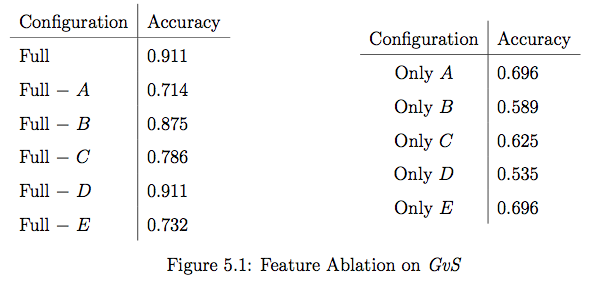 Configuration Accuracy
Full 0.911
Full − A 0.714
Full − B 0.875
Full − C 0.786
Full − D 0.911
Full − E 0.732
Configuration Accuracy
Only A 0.696
Only B 0.589
Only C 0.625
Only D 0.535
Only E 0.696
Figure 5.1: Feature Ablation on GvS